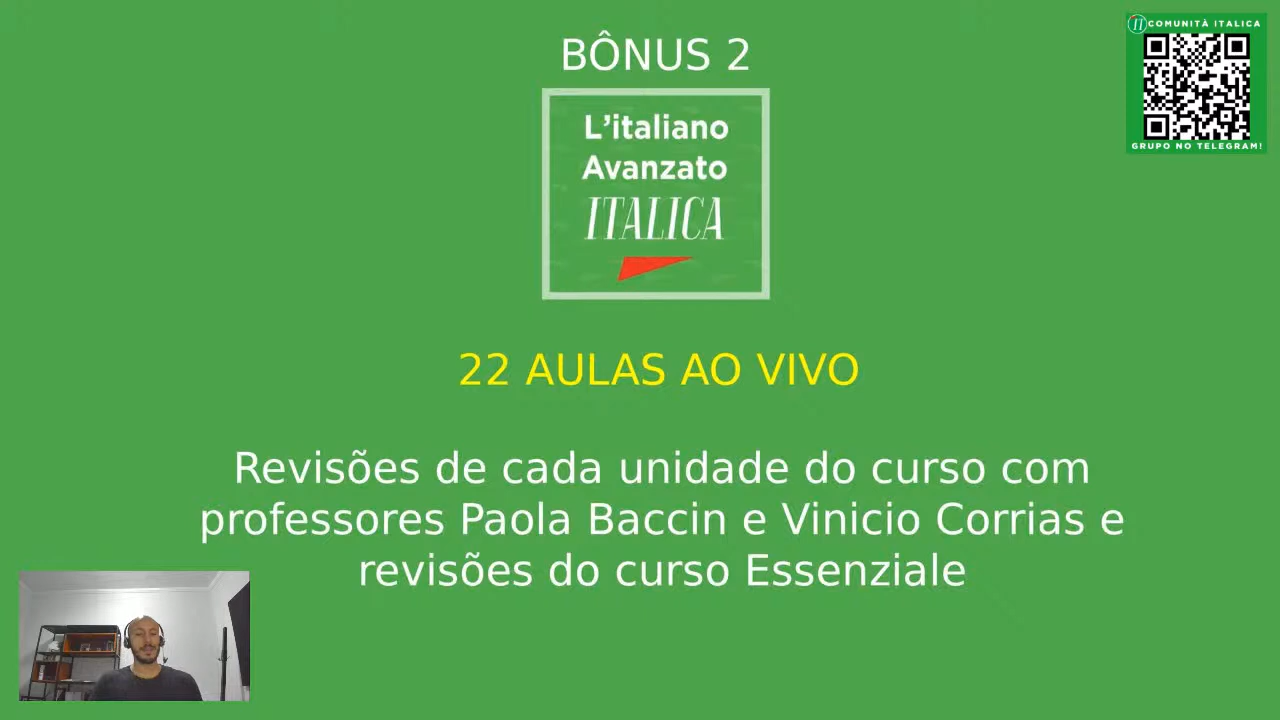 BÔNUS 2
COMUNITÀ ITALICA
GRUPO NO TELEGRAM!
L'italiano
Avanzato
ITALICA
22 AULAS AO VIVO
Revisões de cada unidade do curso com
professores Paola Baccin e Vinicio Corrias e
revisões do curso Essenziale